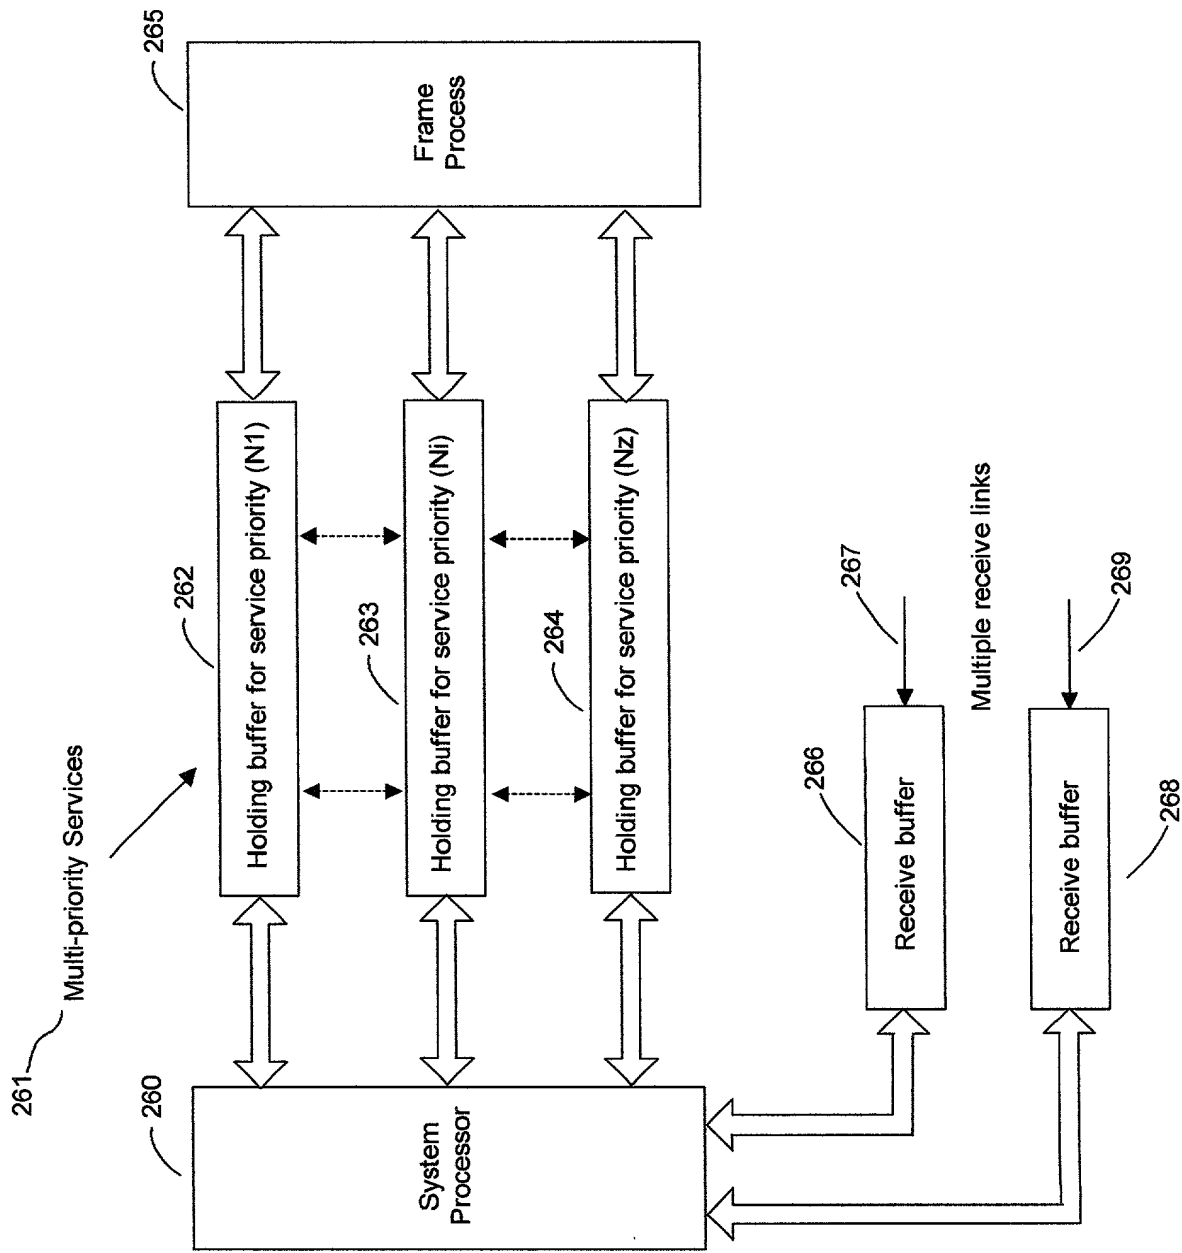 261
Multi-priority Services
260
System
Processor
262
Holding buffer for service priority (N1)
263
Holding buffer for service priority (Ni)
264
Holding buffer for service priority (Nz)
265
Frame
Process
266
Receive buffer
267
Multiple receive links
268
Receive buffer
269